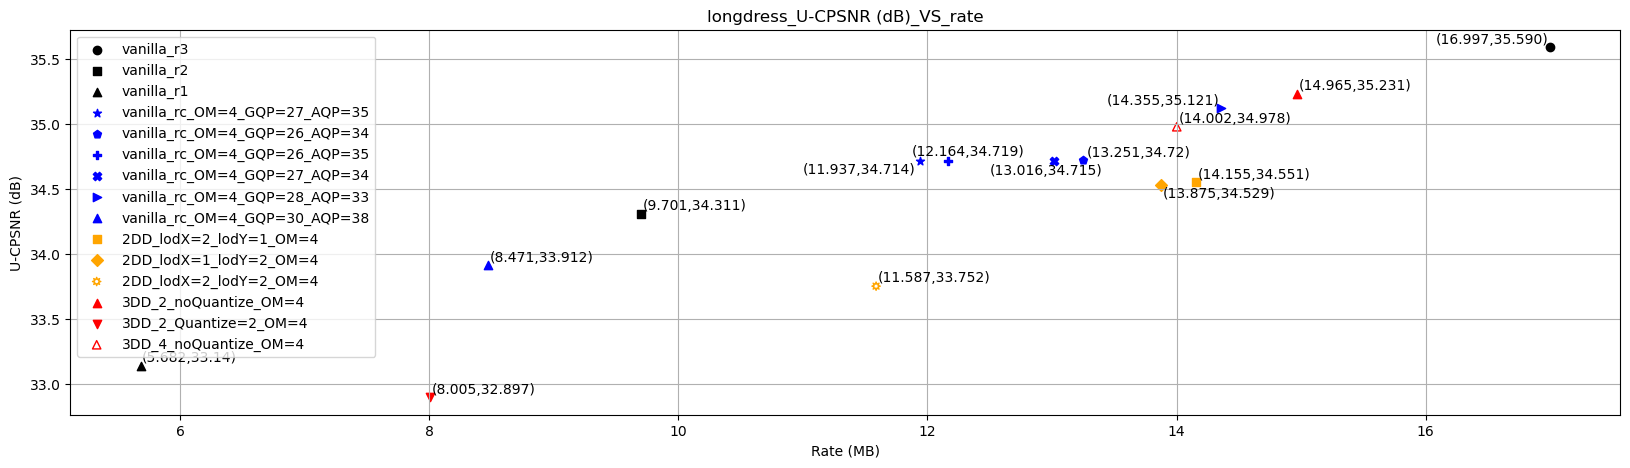 longdress_U-CPSNR (dB)_VS_rate
U-CPSNR (dB)
35.5
35.0
34.5
34.0
33.5
33.0
vanilla_r3
vanilla_r2
vanilla_r1
vanilla_rc_OM=4_GQP=27_AQP=35
vanilla_rc_OM=4_GQP=26_AQP=34
vanilla_rc_OM=4_GQP=26_AQP=35
vanilla_rc_OM=4_GQP=27_AQP=34
vanilla_rc_OM=4_GQP=28_AQP=33
vanilla_rc_OM=4_GQP=30_AQP=38
2DD_lodX=2_lodY=1_OM=4
2DD_lodX=1_lodY=2_OM=4
2DD_lodX=2_lodY=2_OM=4
3DD_2_noQuantize_OM=4
3DD_2_Quantize=2_OM=4
3DD_4_noQuantize_OM=4
(16.997,35.590)
(14.965,35.231)
(14.355,35.121)
(14.002,34.978)
(12.164,34.719)
(13.251,34.72)
(11.937,34.714)
(13.016,34.715)
(14.155,34.551)
(13.875,34.529)
(9.701,34.311)
(8.471,33.912)
(11.587,33.752)
(5.682,33.14)
(8.005,32.897)
6
8
10
12
14
16
Rate (MB)